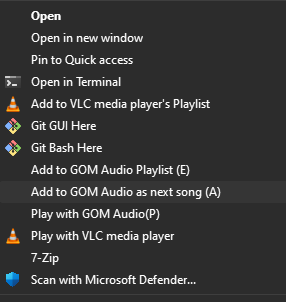 Open
Open in new window
Pin to Quick access
Open in Terminal
Add to VLC media player's Playlist
Git GUI Here
Git Bash Here
Add to GOM Audio Playlist (E)
Add to GOM Audio as next song (A)
Play with GOM Audio(P)
Play with VLC media player
7-Zip
Scan with Microsoft Defender...